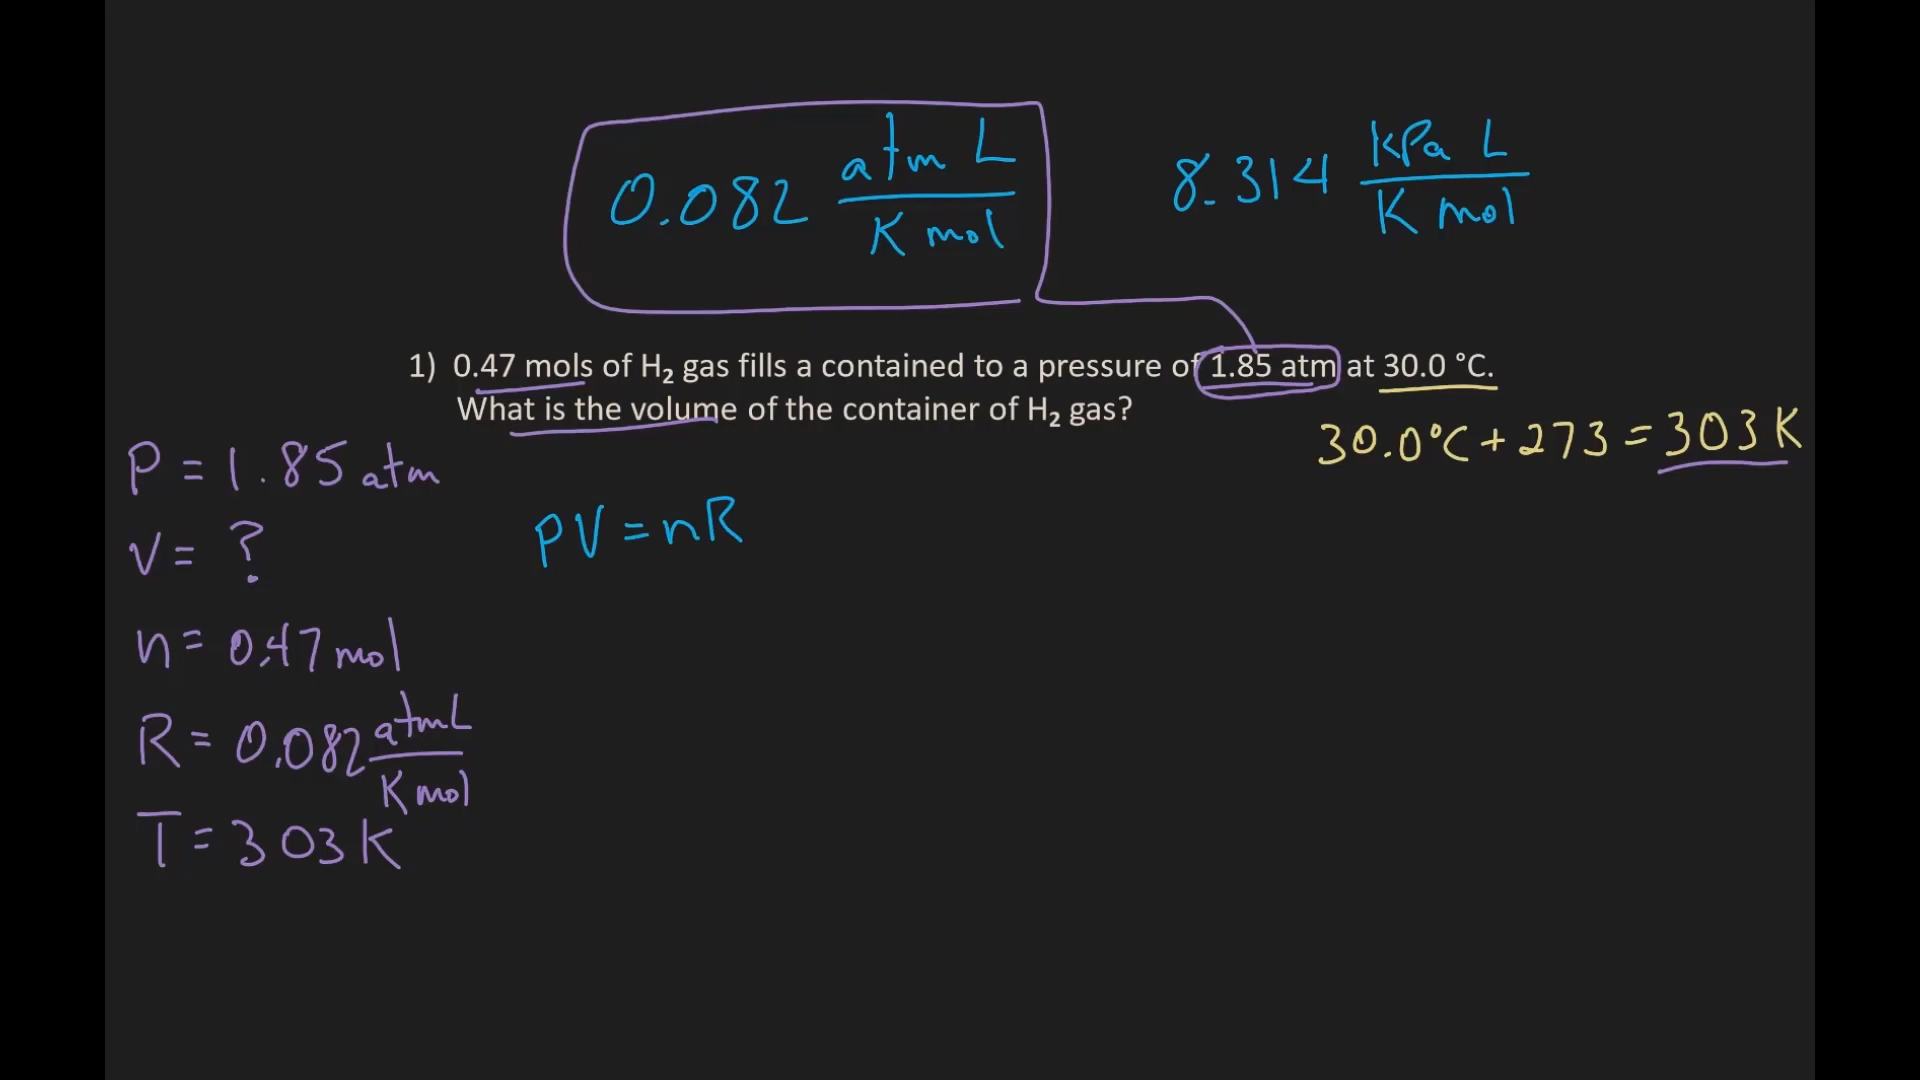 0.082 atm L / K mol
8.314 kPa L / K mol
1) 0.47 mols of H₂ gas fills a contained to a pressure of 1.85 atm at 30.0 °C.
What is the volume of the container of H₂ gas?
30.0°C + 273 = 303 K
P = 1.85 atm
V = ?
n = 0.47 mol
R = 0.082 atm L / K mol
T = 303 K
PV = nR